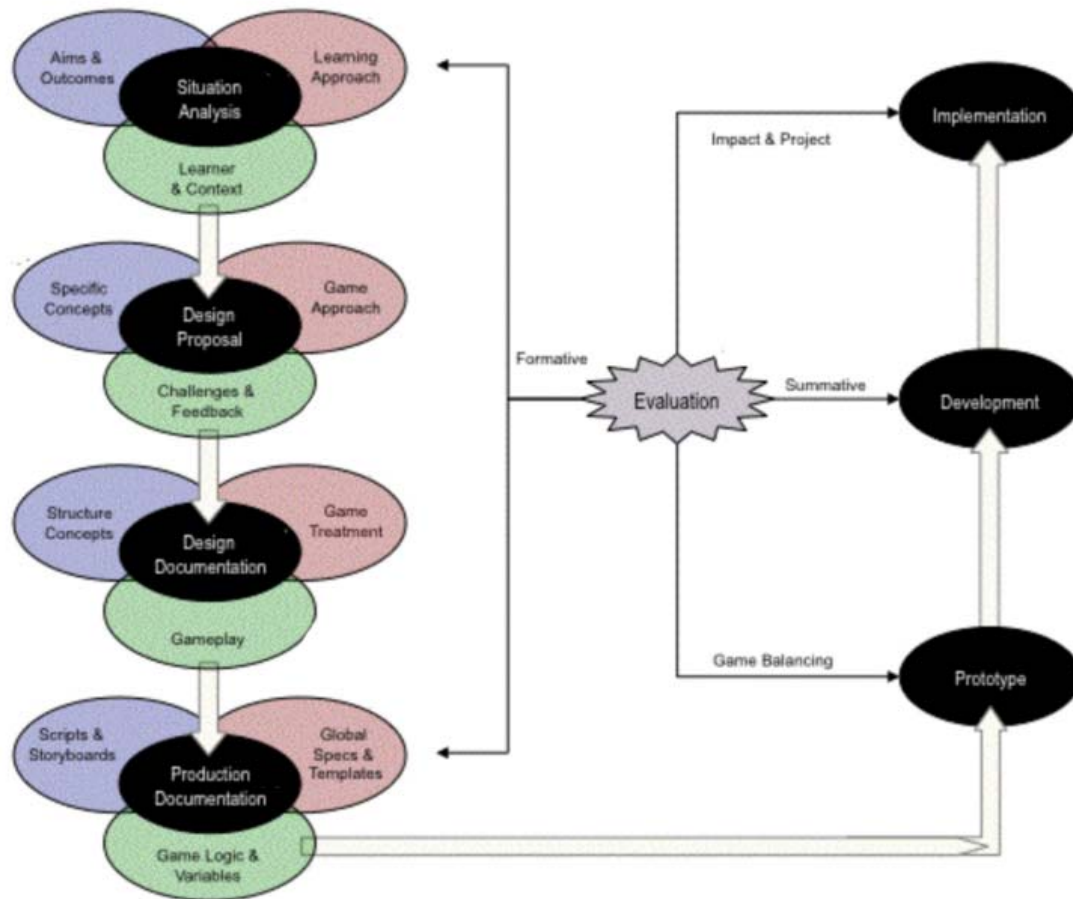 Aims &
Outcomes
Learning
Approach
Situation
Analysis
Learner
& Context
Specific
Concepts
Game
Approach
Design
Proposal
Challenges &
Feedback
Structure
Concepts
Game
Treatment
Design
Documentation
Gameplay
Scripts &
Storyboards
Global
Specs &
Templates
Production
Documentation
Game Logic &
Variables
Formative
Evaluation
Impact & Project
Summative
Game Balancing
Implementation
Development
Prototype